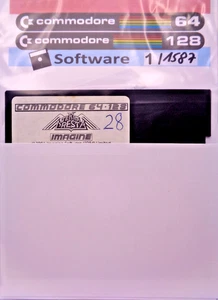 commodore 64
commodore 128
Software 1/1587
COMMODORE 64-128
28
IMAGINE